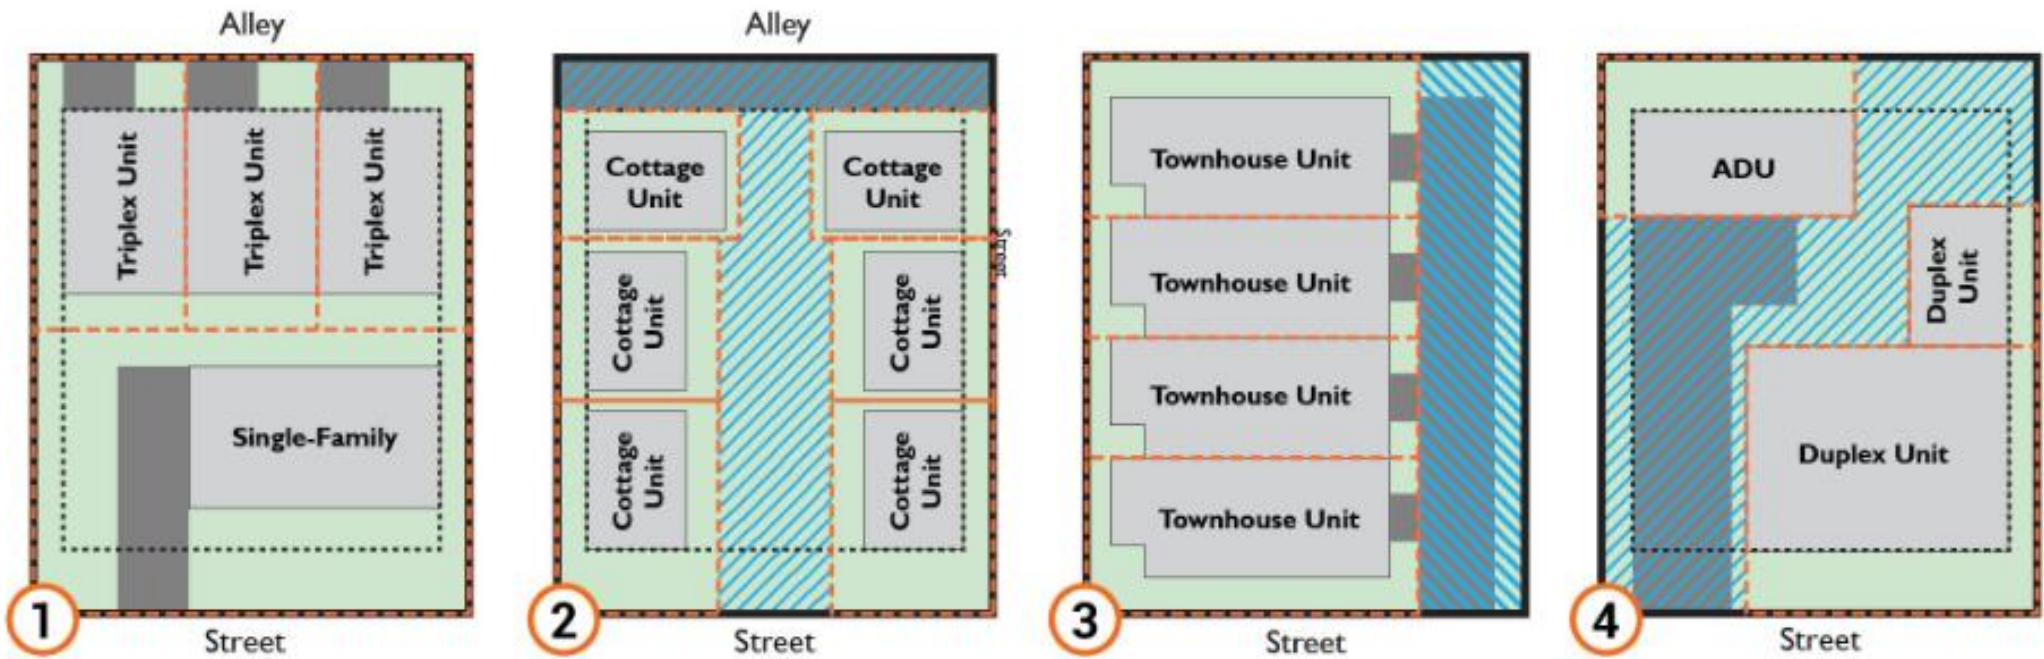 Alley
Triplex Unit
Triplex Unit
Triplex Unit
Single-Family
1
Street
Alley
Cottage
Unit
Cottage
Unit
Cottage
Unit
Cottage
Unit
Cottage
Unit
Cottage
Unit
Street
2
Street
Townhouse Unit
Townhouse Unit
Townhouse Unit
Townhouse Unit
3
Street
ADU
Duplex
Unit
Duplex Unit
4
Street